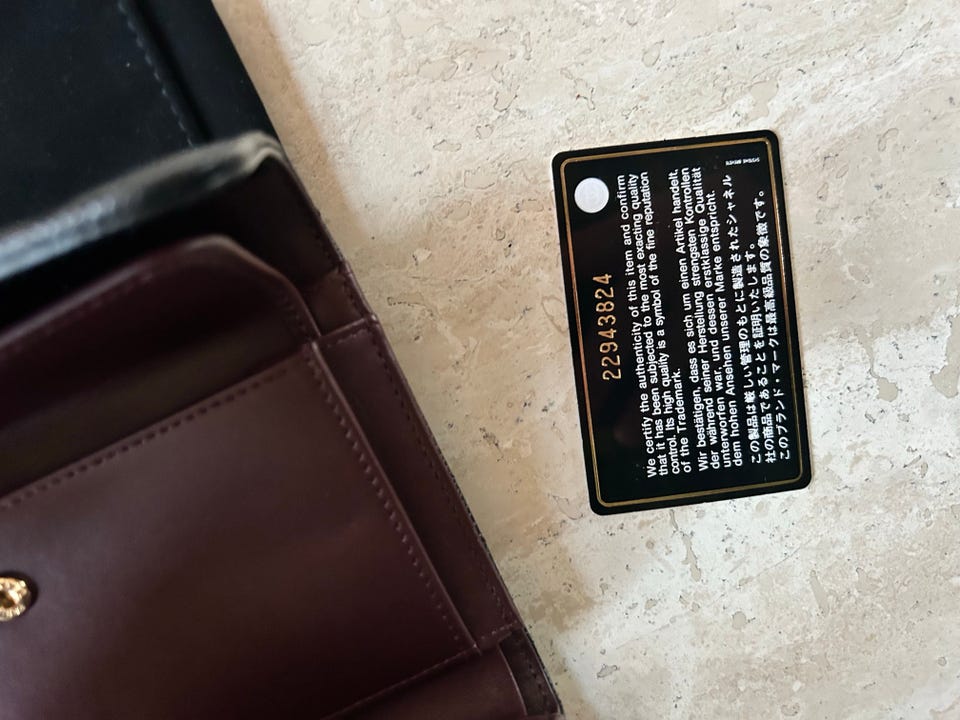 22943824
We certify the authenticity of this item and confirm
that it has been subjected to the most exacting quality
control. Its high quality is a symbol of the fine reputation
of the Trademark.
Wir bestätigen, dass es sich um einen Artikel handelt,
der während seiner Herstellung strengsten Kontrollen
unterworfen war, und dessen erstklassige Qualität
dem hohen Ansehen unserer Marke entspricht.
この製品は厳しい管理のもとに製造されたシャネル
社の商品であることを証明いたします。
このブランド・マークは最高級品質の象徴です。